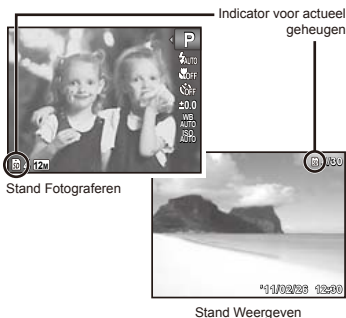 Indicator voor actueel
geheugen
P
AUTO
OFF
OFF
±0.0
WB
AUTO
ISO
AUTO
4 12M
Stand Fotograferen
/30
'11/02/26 12:30
Stand Weergeven